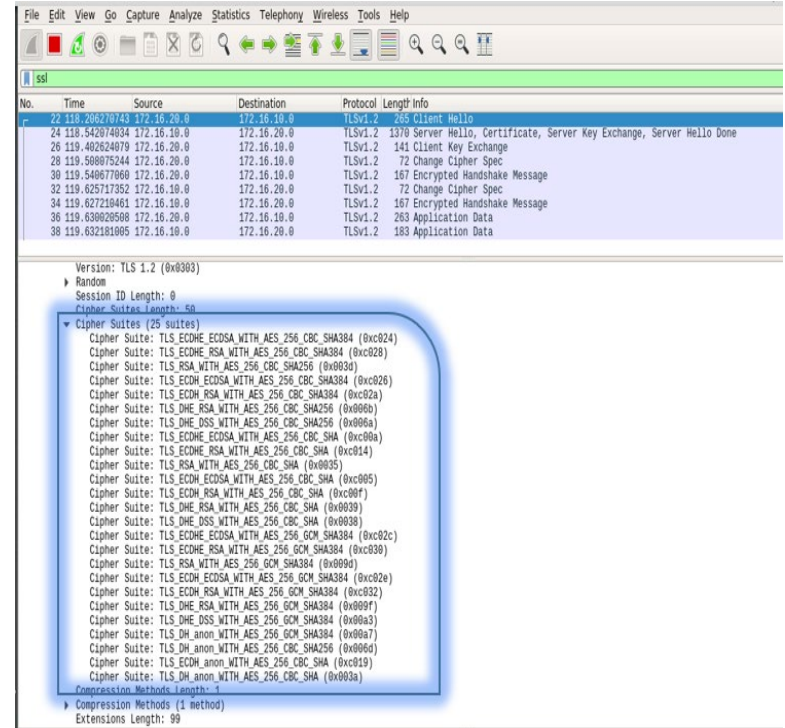 File Edit View Go Capture Analyze Statistics Telephony Wireless Tools Help
ssl
No. Time Source Destination Protocol Length Info
22 118.206270743 172.16.20.0 172.16.10.0 TLSv1.2 265 Client Hello
24 118.542074034 172.16.10.0 172.16.20.0 TLSv1.2 1370 Server Hello, Certificate, Server Key Exchange, Server Hello Done
26 119.402624079 172.16.20.0 172.16.10.0 TLSv1.2 141 Client Key Exchange
28 119.508075244 172.16.20.0 172.16.10.0 TLSv1.2 72 Change Cipher Spec
30 119.540677060 172.16.20.0 172.16.10.0 TLSv1.2 167 Encrypted Handshake Message
32 119.625717352 172.16.10.0 172.16.20.0 TLSv1.2 72 Change Cipher Spec
34 119.627210461 172.16.10.0 172.16.20.0 TLSv1.2 167 Encrypted Handshake Message
36 119.630020508 172.16.20.0 172.16.10.0 TLSv1.2 263 Application Data
38 119.632181005 172.16.10.0 172.16.20.0 TLSv1.2 183 Application Data
Version: TLS 1.2 (0x0303)
Random
Session ID Length: 0
Cipher Suites Length: 50
Cipher Suites (25 suites)
Cipher Suite: TLS_ECDHE_ECDSA_WITH_AES_256_CBC_SHA384 (0xc024)
Cipher Suite: TLS_ECDHE_RSA_WITH_AES_256_CBC_SHA384 (0xc028)
Cipher Suite: TLS_RSA_WITH_AES_256_CBC_SHA256 (0x003d)
Cipher Suite: TLS_ECDH_ECDSA_WITH_AES_256_CBC_SHA384 (0xc026)
Cipher Suite: TLS_ECDH_RSA_WITH_AES_256_CBC_SHA384 (0xc02a)
Cipher Suite: TLS_DHE_RSA_WITH_AES_256_CBC_SHA256 (0x006b)
Cipher Suite: TLS_DHE_DSS_WITH_AES_256_CBC_SHA256 (0x006a)
Cipher Suite: TLS_ECDHE_ECDSA_WITH_AES_256_CBC_SHA (0xc00a)
Cipher Suite: TLS_ECDHE_RSA_WITH_AES_256_CBC_SHA (0xc014)
Cipher Suite: TLS_RSA_WITH_AES_256_CBC_SHA (0x0035)
Cipher Suite: TLS_ECDH_ECDSA_WITH_AES_256_CBC_SHA (0xc005)
Cipher Suite: TLS_ECDH_RSA_WITH_AES_256_CBC_SHA (0xc00f)
Cipher Suite: TLS_DHE_RSA_WITH_AES_256_CBC_SHA (0x0039)
Cipher Suite: TLS_DHE_DSS_WITH_AES_256_CBC_SHA (0x0038)
Cipher Suite: TLS_ECDHE_ECDSA_WITH_AES_256_GCM_SHA384 (0xc02c)
Cipher Suite: TLS_ECDHE_RSA_WITH_AES_256_GCM_SHA384 (0xc030)
Cipher Suite: TLS_RSA_WITH_AES_256_GCM_SHA384 (0x009d)
Cipher Suite: TLS_ECDH_ECDSA_WITH_AES_256_GCM_SHA384 (0xc02e)
Cipher Suite: TLS_ECDH_RSA_WITH_AES_256_GCM_SHA384 (0xc032)
Cipher Suite: TLS_DHE_RSA_WITH_AES_256_GCM_SHA384 (0x009f)
Cipher Suite: TLS_DHE_DSS_WITH_AES_256_GCM_SHA384 (0x00a3)
Cipher Suite: TLS_DH_anon_WITH_AES_256_GCM_SHA384 (0x00a7)
Cipher Suite: TLS_DH_anon_WITH_AES_256_CBC_SHA256 (0x006d)
Cipher Suite: TLS_ECDH_anon_WITH_AES_256_CBC_SHA (0xc019)
Cipher Suite: TLS_DH_anon_WITH_AES_256_CBC_SHA (0x003a)
Compression Methods Length: 1
Compression Methods (1 method)
Extensions Length: 99